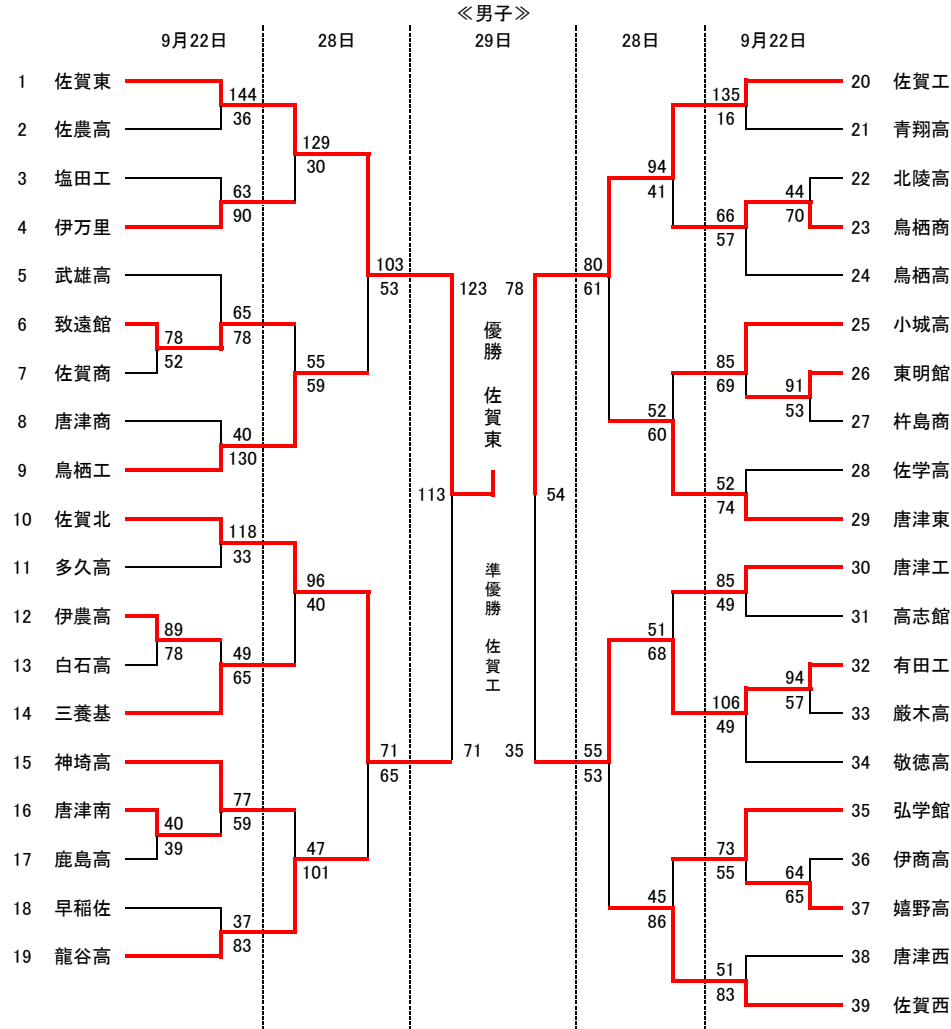 ≪男子≫
9月22日 28日 29日 28日 9月22日
1 佐賀東 144 135 20 佐賀工
2 佐農高 36 16 21 青翔高
129 94
30 41
3 塩田工 22 北陵高
63 44
4 伊万里 90 66 70 23 鳥栖商
57
5 武雄高 103 80 24 鳥栖高
53 123 78 61
6 致遠館 65 25 小城高
78 78
52 55 85
7 佐賀商 59 69 91 26 東明館
53
8 唐津商 52 27 杵島商
40 60
9 鳥栖工 130 28 佐学高
優勝 佐賀東
52
113 54 74
10 佐賀北 118 29 唐津東
33
11 多久高 96 85 30 唐津工
40 49
12 伊農高 89 51 31 高志館
78 49 68
13 白石高 65 94 32 有田工
準優勝 佐賀工
14 三養基 106 57 33 厳木高
49
15 神埼高 71 71 35 55 34 敬徳高
65 53
16 唐津南 40 77 35 弘学館
39 59
17 鹿島高 47 73 64 36 伊商高
101 55 65
18 早稲佐 37 45 37 嬉野高
83 86
19 龍谷高 51 38 唐津西
83
39 佐賀西